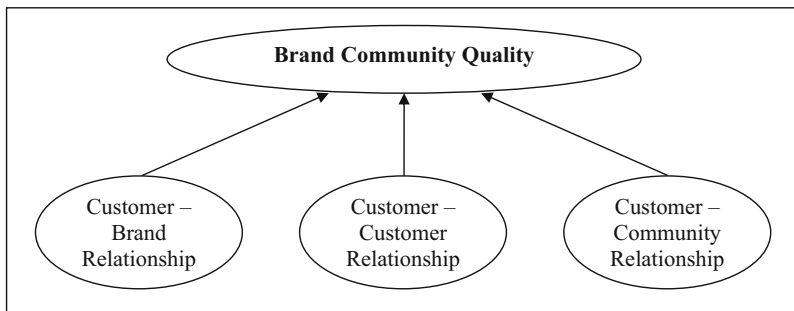 Brand Community Quality
Customer –
Brand
Relationship
Customer –
Customer
Relationship
Customer –
Community
Relationship